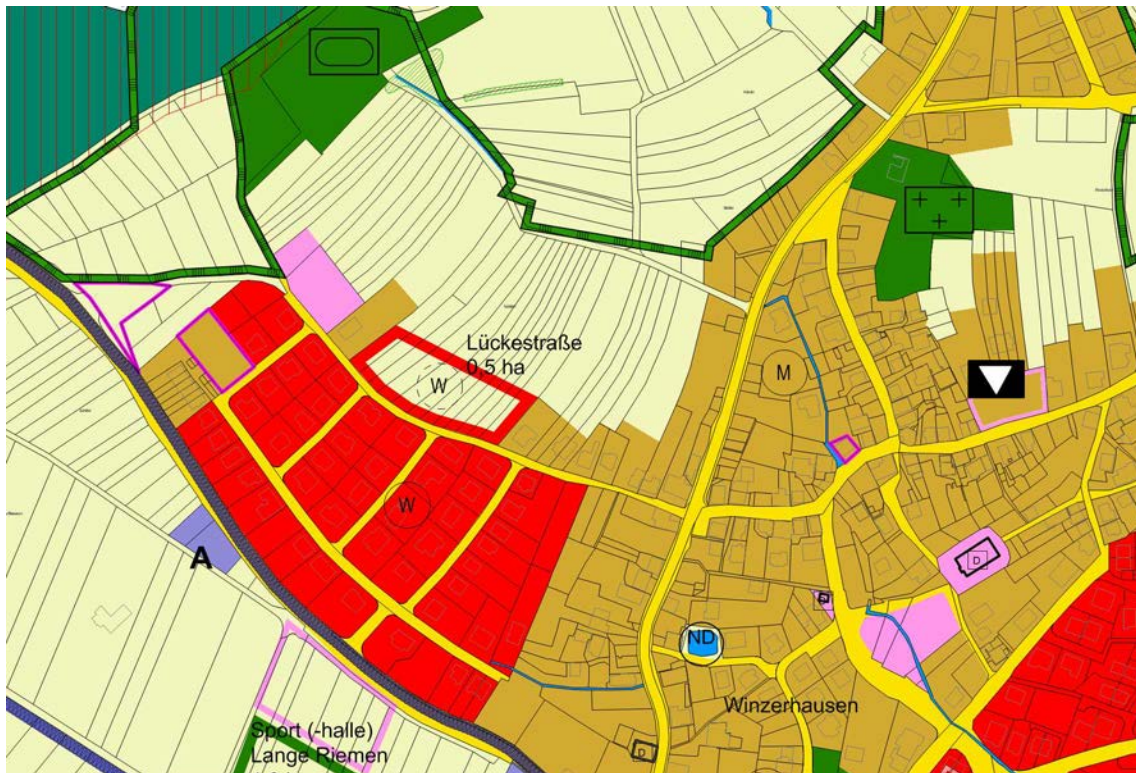 Lückestraße
0,5 ha
W
M
W
A
D
ND
Winzerhausen
D
Sport (-halle)
Lange Riemen